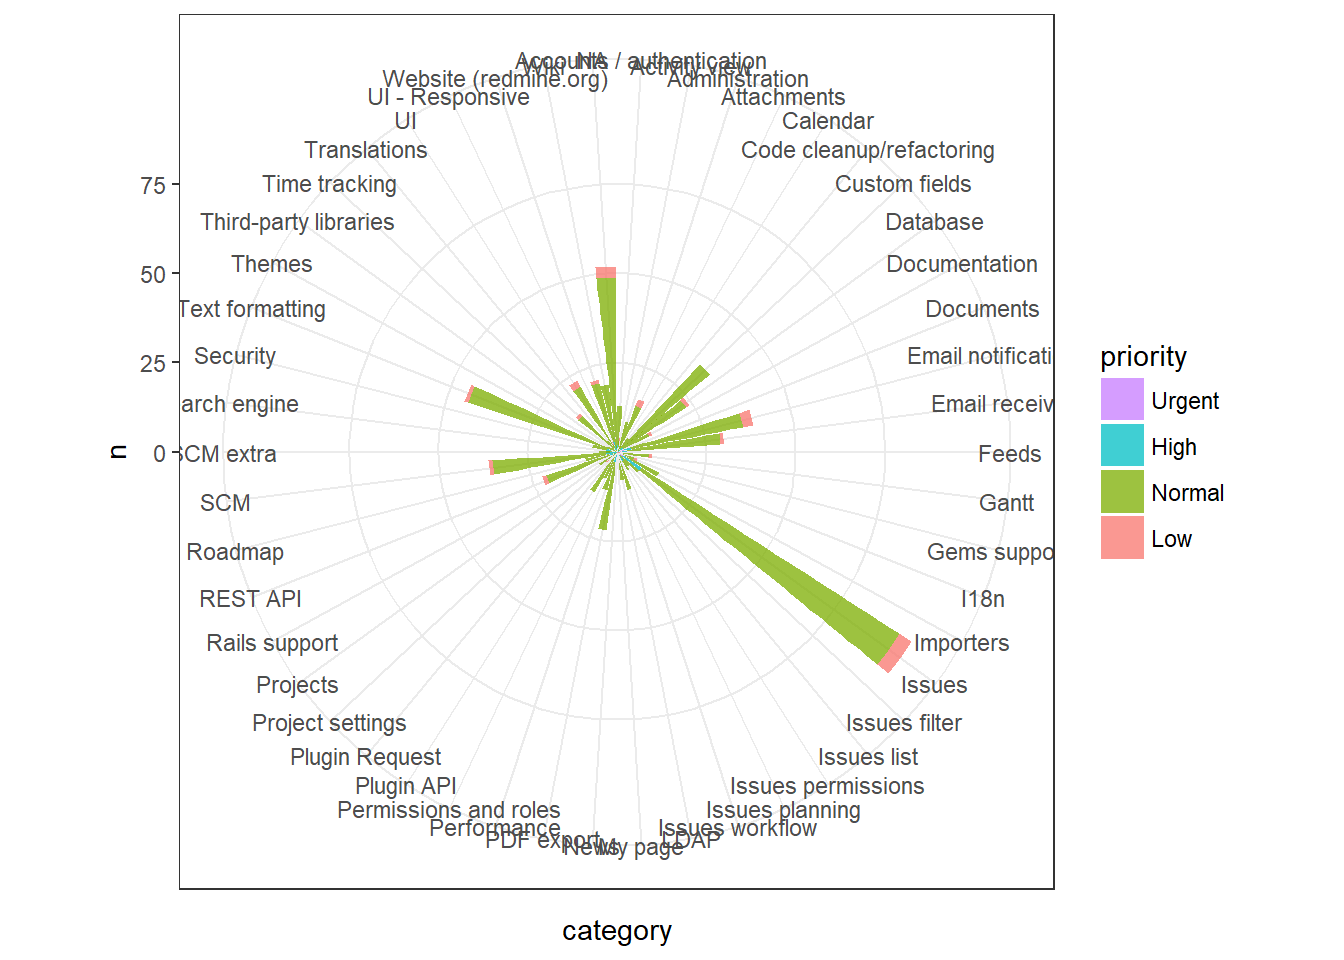 Accounts / authentication
NA
Wiki
Activity view
Website (redmine.org)
Administration
UI - Responsive
Attachments
UI
Calendar
Translations
Code cleanup/refactoring
75
Time tracking
Custom fields
Third-party libraries
Database
Themes
Documentation
50
Text formatting
Documents
25
Security
Email notificati
arch engine
Email receiv
n
0
SCM extra
Feeds
SCM
Gantt
Roadmap
Gems suppo
REST API
I18n
Rails support
Importers
Projects
Issues
Project settings
Issues filter
Plugin Request
Issues list
Plugin API
Issues permissions
Permissions and roles
Issues planning
Performance
Issues workflow
PDF export
LDAP
News
My page
category
priority
Urgent
High
Normal
Low